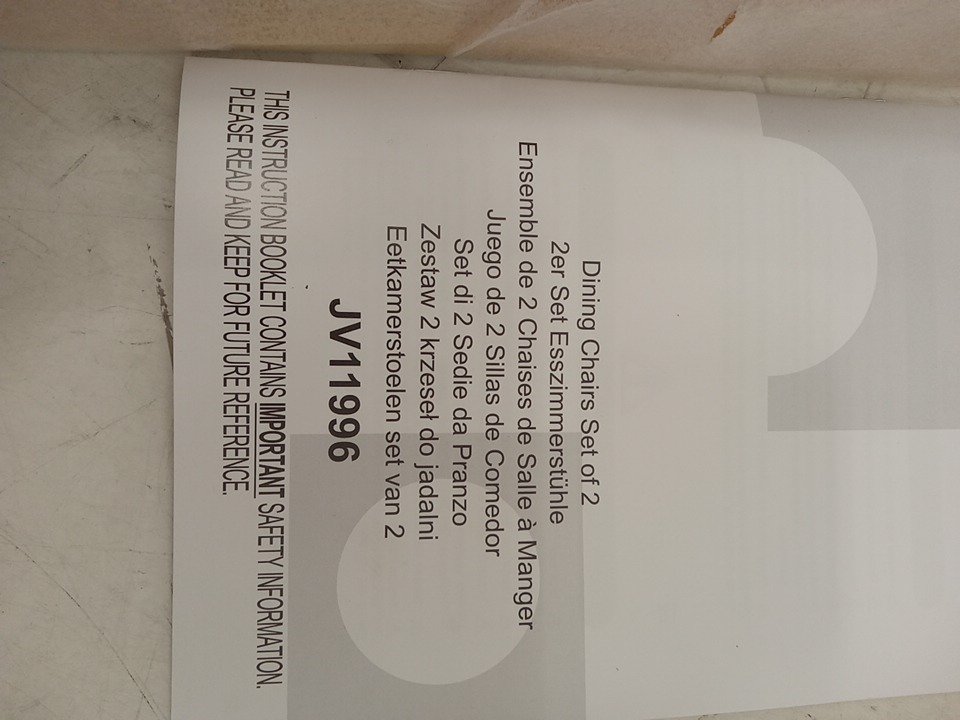 Dining Chairs Set of 2
2er Set Esszimmerstühle
Ensemble de 2 Chaises de Salle à Manger
Juego de 2 Sillas de Comedor
Set di 2 Sedie da Pranzo
Zestaw 2 krzeseł do jadalni
Eetkamerstoelen set van 2
JV11996
THIS INSTRUCTION BOOKLET CONTAINS IMPORTANT SAFETY INFORMATION.
PLEASE READ AND KEEP FOR FUTURE REFERENCE.